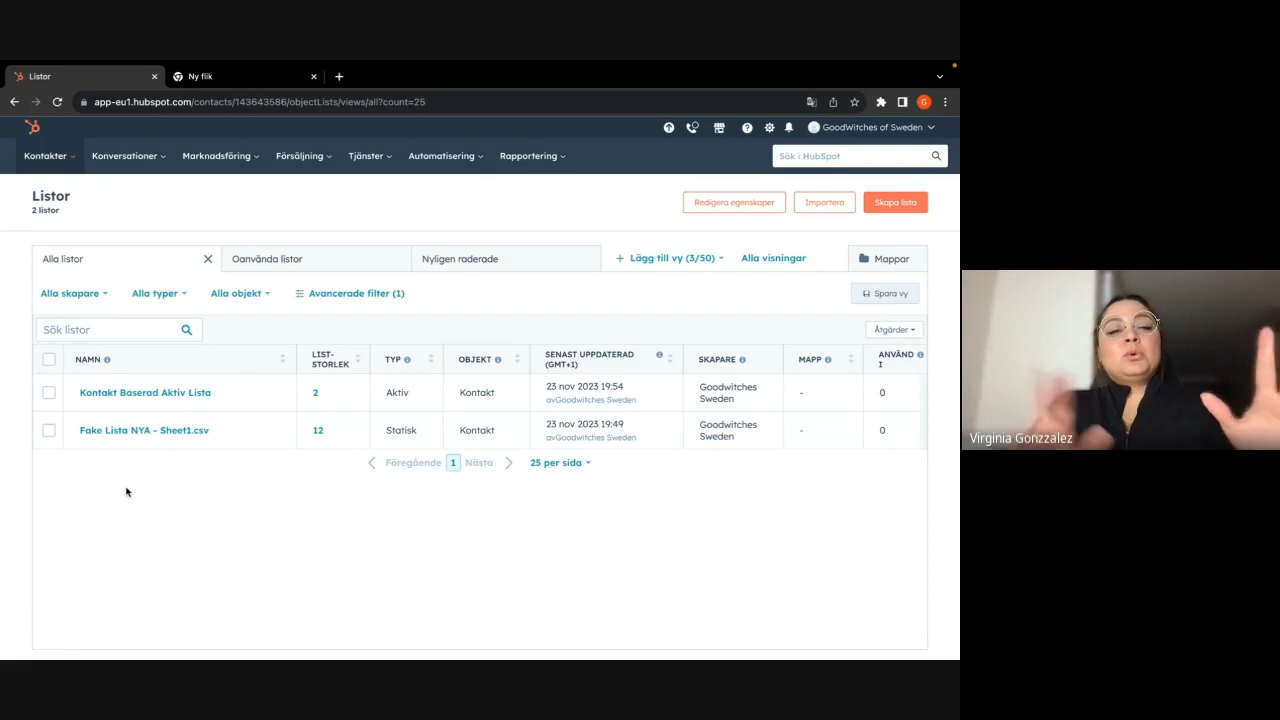 Listor
Ny flik
app-eu1.hubspot.com/contacts/143643586/objectLists/views/all?count=25
G
GoodWitches of Sweden
Kontakter
Konversationer
Marknadsföring
Försäljning
Tjänster
Automatisering
Rapportering
Sök i HubSpot
Listor
2 listor
Redigera egenskaper
Importera
Skapa lista
Alla listor
Oanvända listor
Nyligen raderade
+ Lägg till vy (3/50)
Alla visningar
Mappar
Alla skapare
Alla typer
Alla objekt
Avancerade filter (1)
Spara vy
Sök listor
Åtgärder
NAMN
LIST-
STORLEK
TYP
OBJEKT
SENAST UPPDATERAD
(GMT+1)
SKAPARE
MAPP
ANVÄND
I
Kontakt Baserad Aktiv Lista
2
Aktiv
Kontakt
23 nov 2023 19:54
avGoodwitches Sweden
Goodwitches
Sweden
-
0
Fake Lista NYA - Sheet1.csv
12
Statisk
Kontakt
23 nov 2023 19:49
avGoodwitches Sweden
Goodwitches
Sweden
-
0
Föregående
1
Nästa
25 per sida
Virginia Gonzzalez